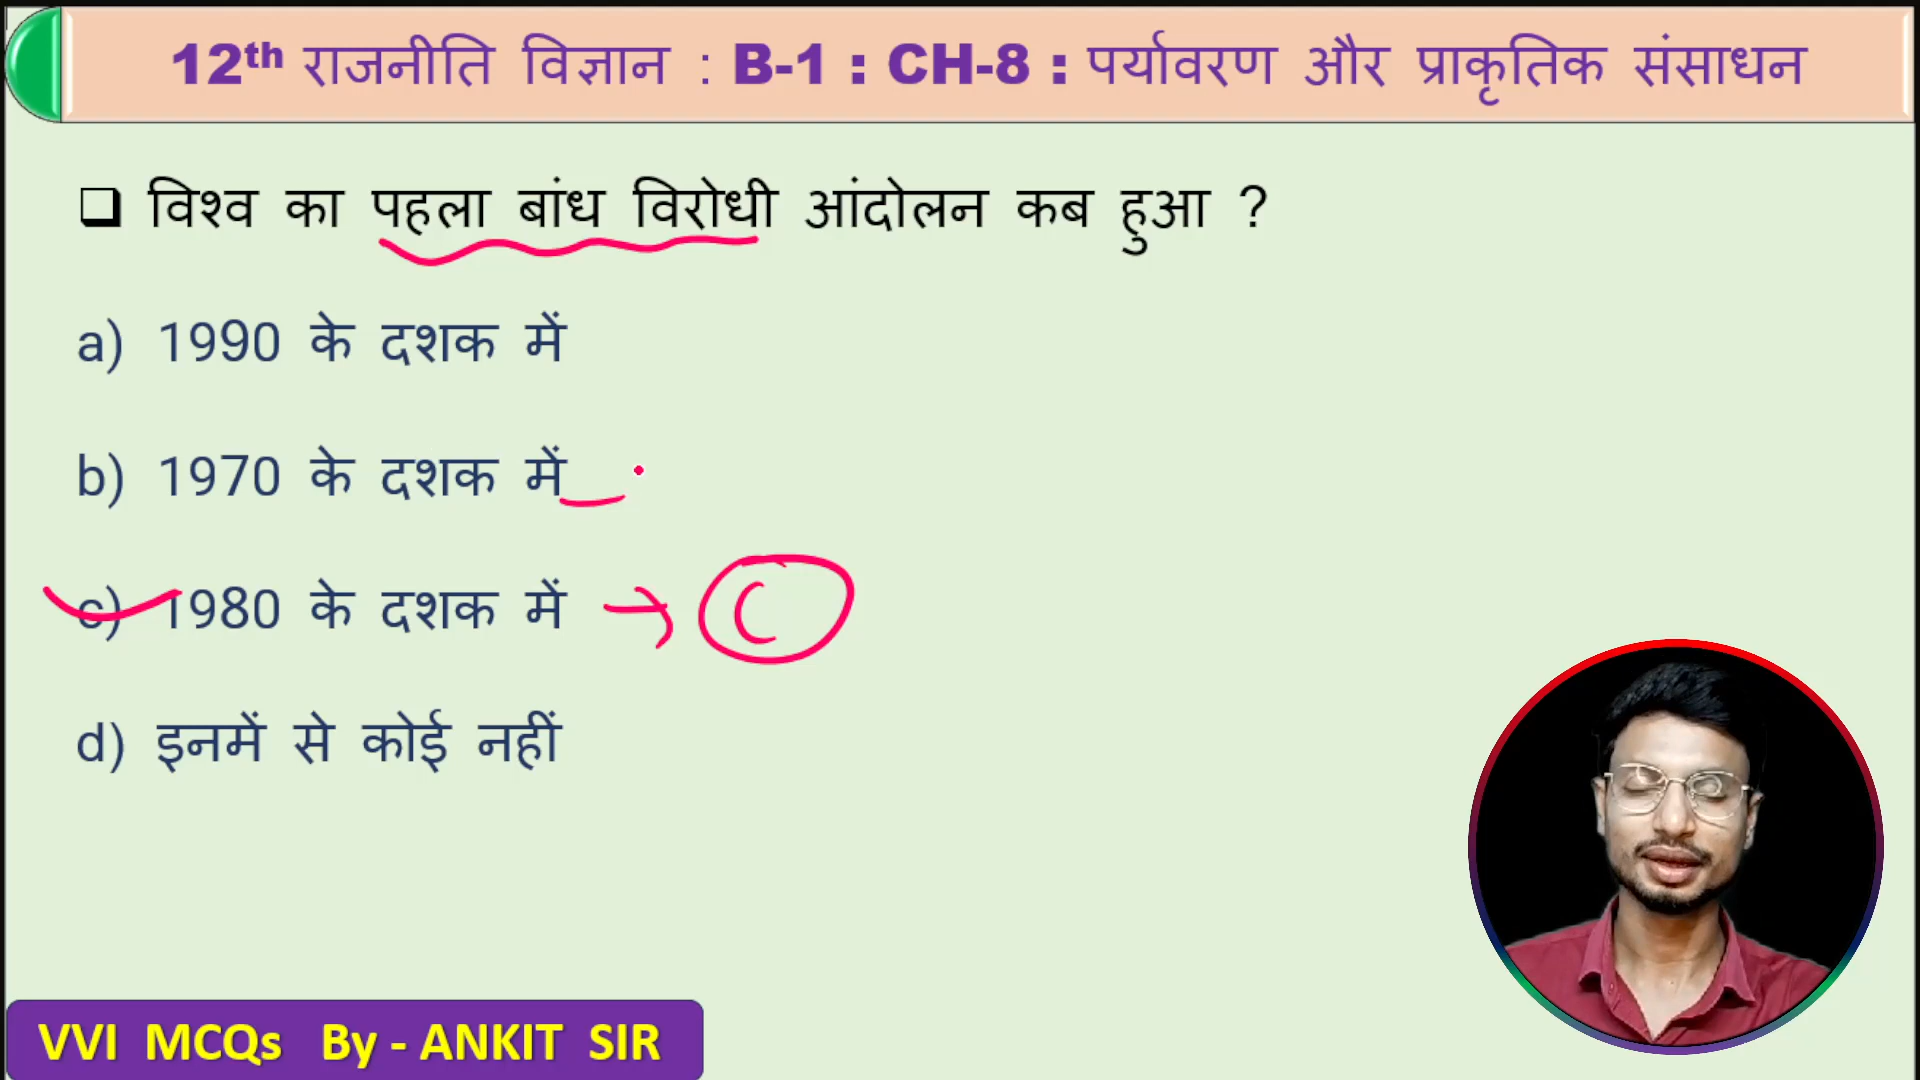 12th राजनीति विज्ञान : B-1 : CH-8 : पर्यावरण और प्राकृतिक संसाधन
❑ विश्व का पहला बांध विरोधी आंदोलन कब हुआ ?
a) 1990 के दशक में
b) 1970 के दशक में
c) 1980 के दशक में → C
d) इनमें से कोई नहीं
VVI MCQs By - ANKIT SIR